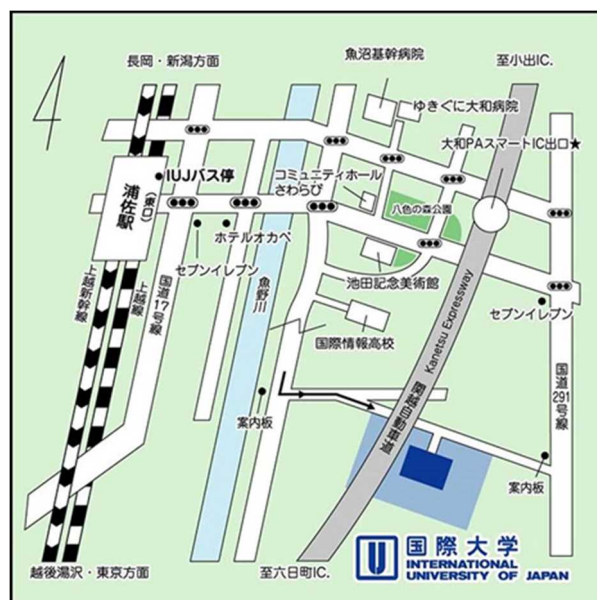 長岡・新潟方面
魚沼基幹病院
至小出IC.
ゆきぐに大和病院
大和PAスマートIC出口★
IUJバス停
コミュニティホール
さわらび
浦佐駅
(東口)
八色の森公園
ホテルオカベ
セブンイレブン
池田記念美術館
上越新幹線
上越線
国道17号線
魚野川
Kanetsu Expressway
セブンイレブン
国際情報高校
国道
291号線
関越自動車道
案内板
案内板
越後湯沢・東京方面
至六日町IC.
国際大学
INTERNATIONAL
UNIVERSITY OF JAPAN